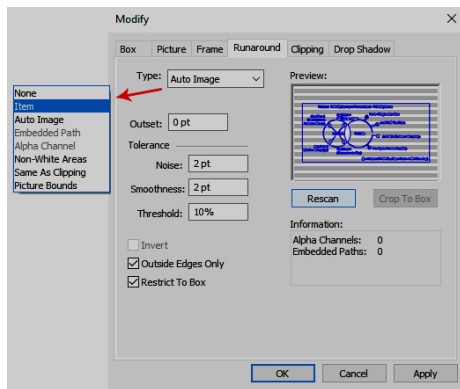 Modify
Box Picture Frame Runaround Clipping Drop Shadow
Type: Auto Image
Preview:
None
Item
Auto Image
Embedded Path
Alpha Channel
Non-White Areas
Same As Clipping
Picture Bounds
Outset: 0 pt
Tolerance
Noise: 2 pt
Smoothness: 2 pt
Threshold: 10%
Rescan Crop To Box
Information:
Alpha Channels: 0
Embedded Paths: 0
Invert
Outside Edges Only
Restrict To Box
OK Cancel Apply